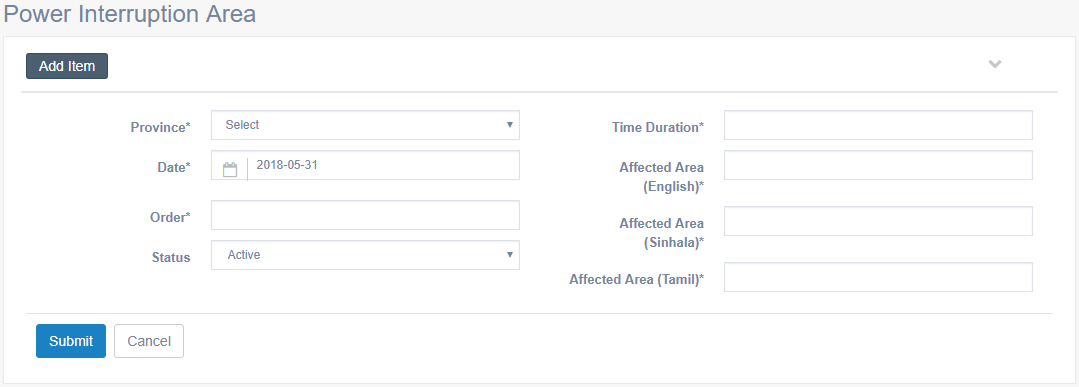 Power Interruption Area
Add Item
Province*
Select
Date*
2018-05-31
Order*
Status
Active
Time Duration*
Affected Area
(English)*
Affected Area
(Sinhala)*
Affected Area (Tamil)*
Submit
Cancel